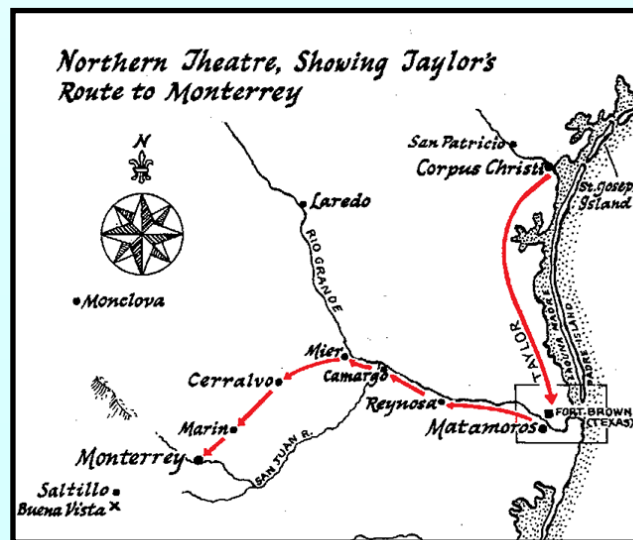 Northern Theatre, Showing Taylor's
Route to Monterrey
N
San Patricio
Corpus Christi
St. Joseph
Island
Laredo
RIO GRANDE
Monclova
LAGUNA MADRE
PADRE ISLAND
TAYLOR
Mier
Camargo
Cerralvo
Reynosa
FORT BROWN
(TEXAS)
Marin
Matamoros
Monterrey
SAN JUAN R.
Saltillo
Buena Vista